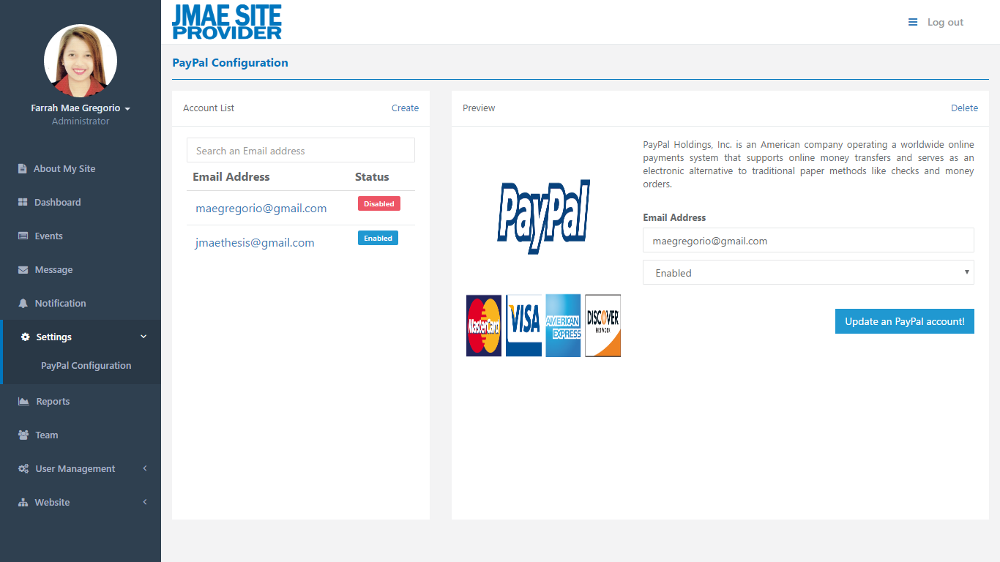 Farrah Mae Gregorio
Administrator
About My Site
Dashboard
Events
Message
Notification
Settings
PayPal Configuration
Reports
Team
User Management
Website
JMAE SITE
PROVIDER
Log out
PayPal Configuration
Account List
Create
Search an Email address
Email Address Status
maegregorio@gmail.com Disabled
jmaethesis@gmail.com Enabled
Preview
Delete
PayPal
MasterCard
VISA
AMERICAN
EXPRESS
DISCOVER
NETWORK
PayPal Holdings, Inc. is an American company operating a worldwide online
payments system that supports online money transfers and serves as an
electronic alternative to traditional paper methods like checks and money
orders.
Email Address
maegregorio@gmail.com
Enabled
Update an PayPal account!